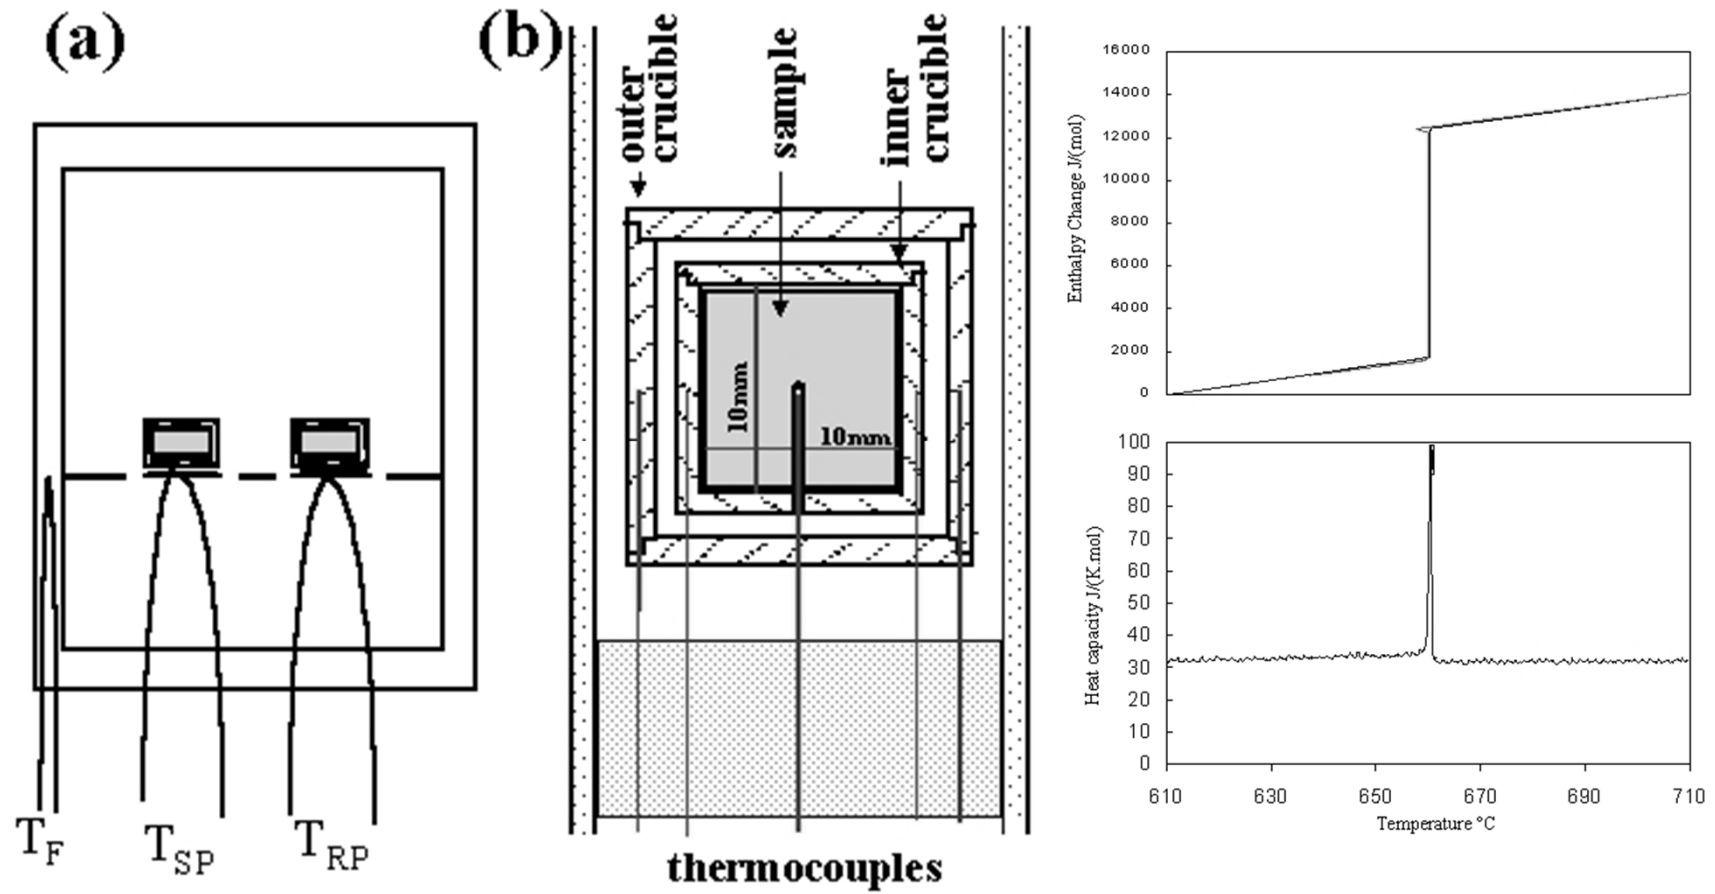 (a)
T_F
T_SP
T_RP
(b)
outer
crucible
sample
inner
crucible
10mm
10mm
thermocouples
Enthalpy Change J/(mol)
16000
14000
12000
10000
8000
6000
4000
2000
0
Heat capacity J/(K.mol)
100
90
80
70
60
50
40
30
20
10
0
610 630 650 670 690 710
Temperature °C